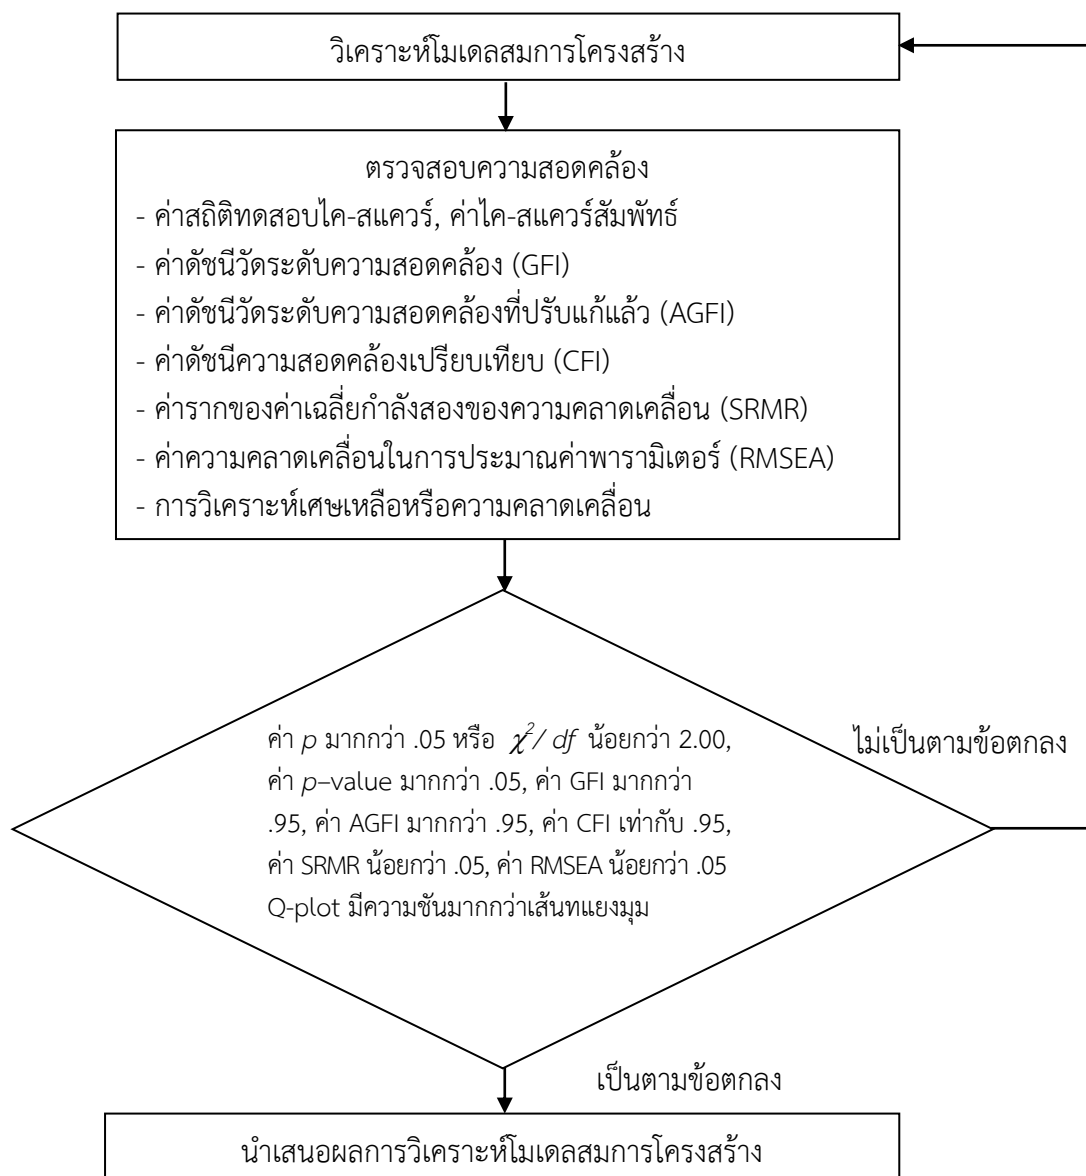 วิเคราะห์โมเดลสมการโครงสร้าง
ตรวจสอบความสอดคล้อง
- ค่าสถิติทดสอบไค-สแควร์, ค่าไค-สแควร์สัมพัทธ์
- ค่าดัชนีวัดระดับความสอดคล้อง (GFI)
- ค่าดัชนีวัดระดับความสอดคล้องที่ปรับแก้แล้ว (AGFI)
- ค่าดัชนีความสอดคล้องเปรียบเทียบ (CFI)
- ค่ารากของค่าเฉลี่ยกำลังสองของความคลาดเคลื่อน (SRMR)
- ค่าความคลาดเคลื่อนในการประมาณค่าพารามิเตอร์ (RMSEA)
- การวิเคราะห์เศษเหลือหรือความคลาดเคลื่อน
ค่า p มากกว่า .05 หรือ χ²/ df น้อยกว่า 2.00,
ค่า p–value มากกว่า .05, ค่า GFI มากกว่า
.95, ค่า AGFI มากกว่า .95, ค่า CFI เท่ากับ .95,
ค่า SRMR น้อยกว่า .05, ค่า RMSEA น้อยกว่า .05
Q-plot มีความชันมากกว่าเส้นทแยงมุม
ไม่เป็นตามข้อตกลง
เป็นตามข้อตกลง
นำเสนอผลการวิเคราะห์โมเดลสมการโครงสร้าง